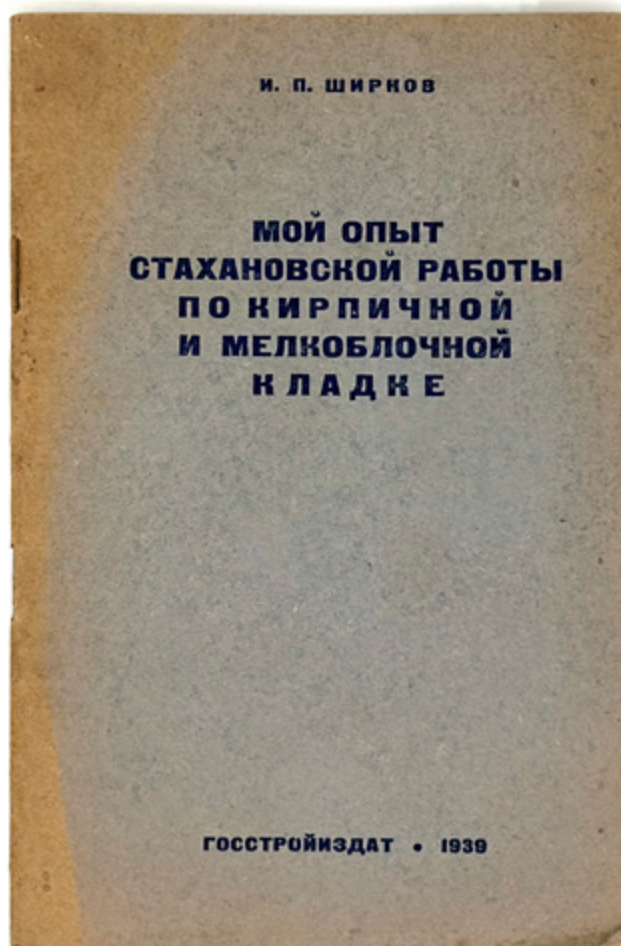 И. П. ШИРКОВ
МОЙ ОПЫТ
СТАХАНОВСКОЙ РАБОТЫ
ПО КИРПИЧНОЙ
И МЕЛКОБЛОЧНОЙ
КЛАДКЕ
ГОССТРОЙИЗДАТ • 1939